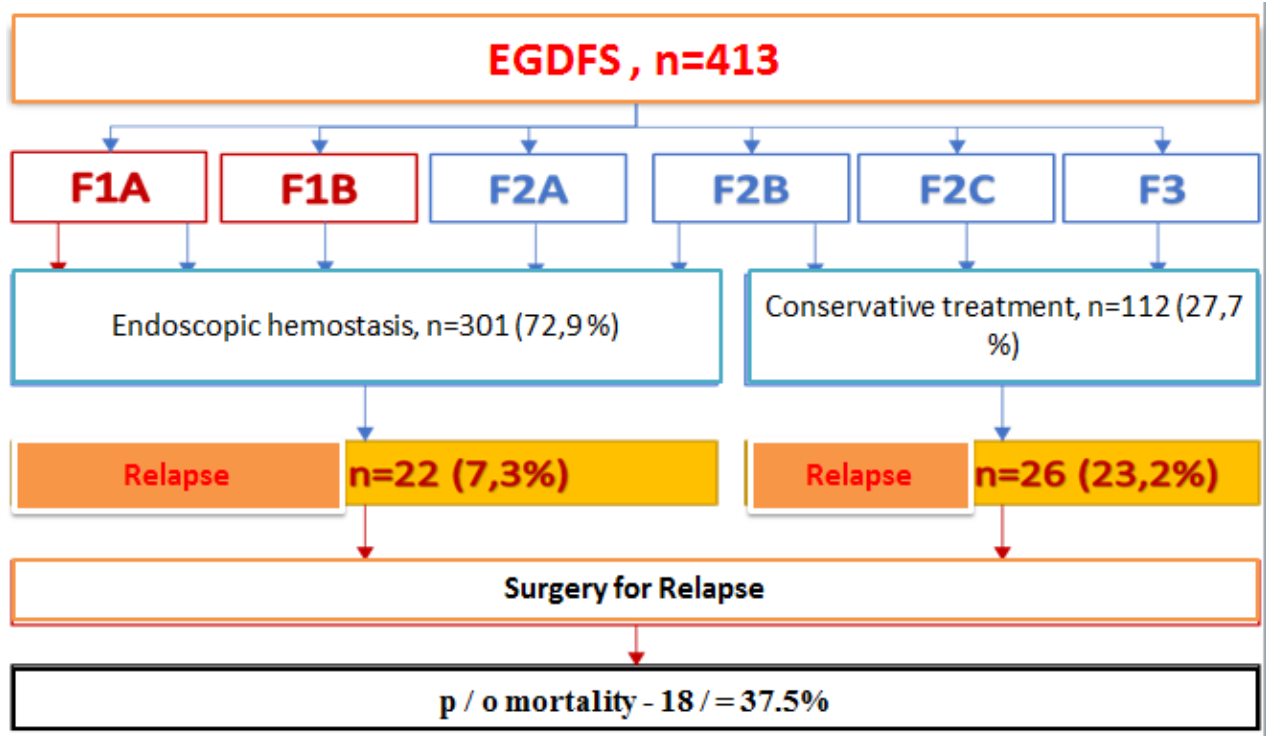 EGDFS , n=413
F1A
F1B
F2A
F2B
F2C
F3
Endoscopic hemostasis, n=301 (72,9 %)
Conservative treatment, n=112 (27,7
%)
Relapse
n=22 (7,3%)
Relapse
n=26 (23,2%)
Surgery for Relapse
p / o mortality - 18 / = 37.5%